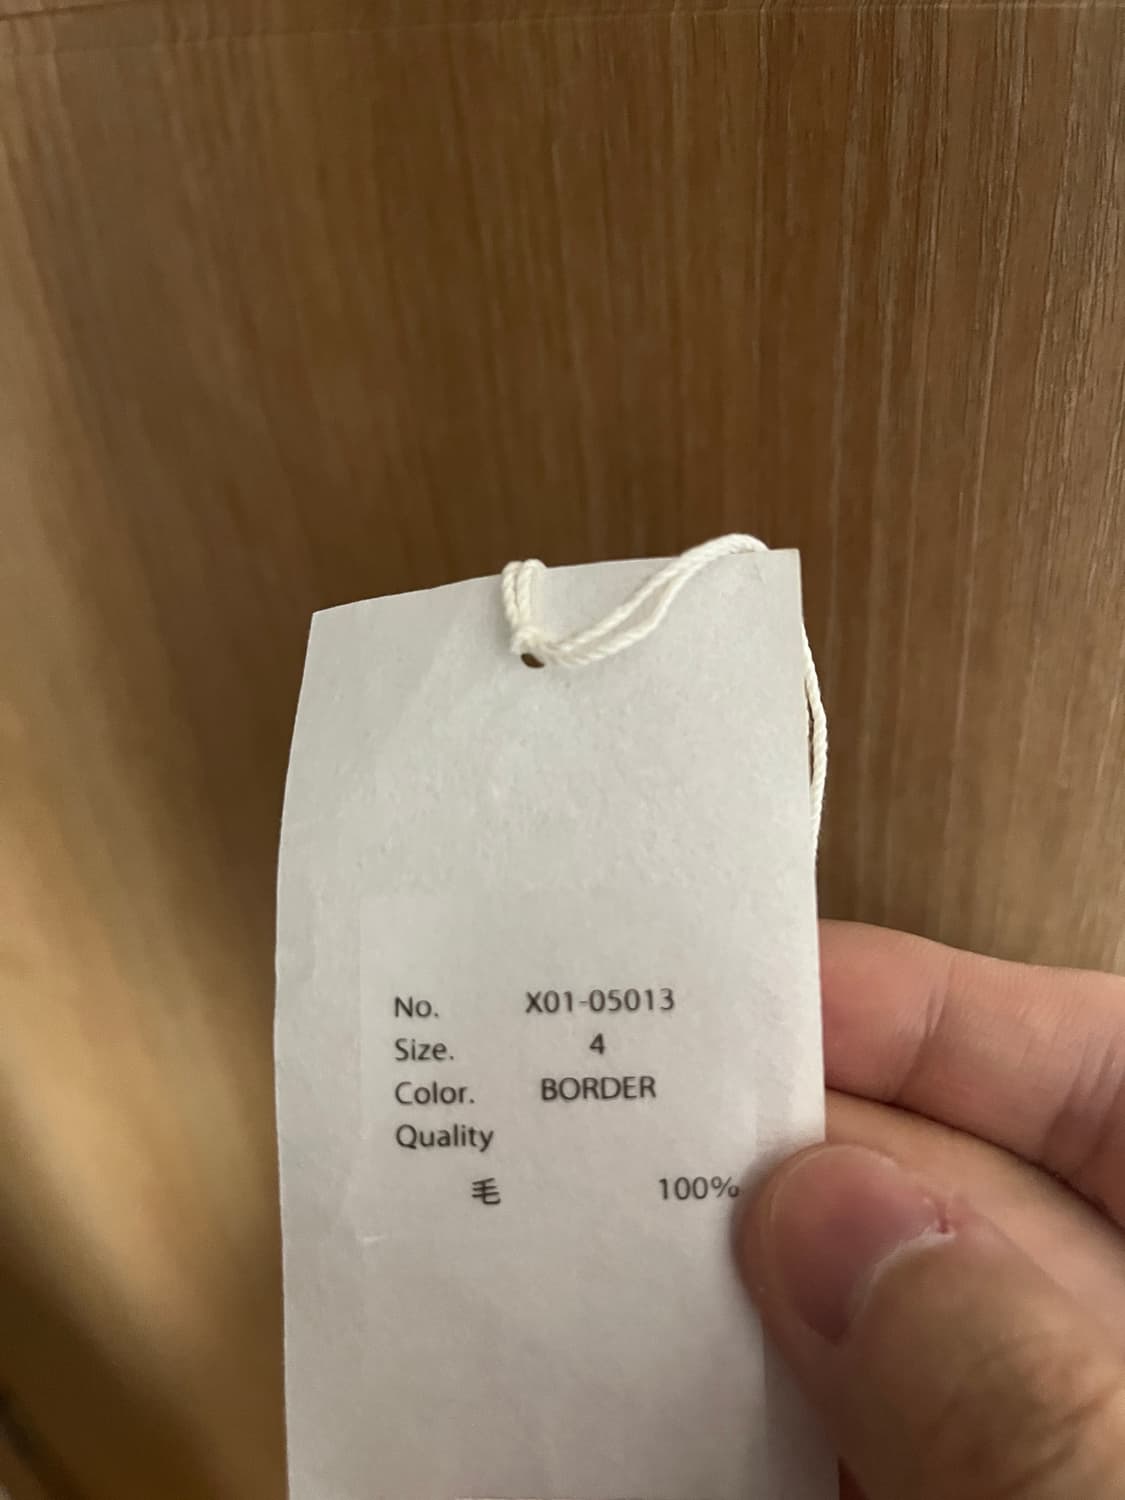 No. X01-05013
Size. 4
Color. BORDER
Quality
毛 100%